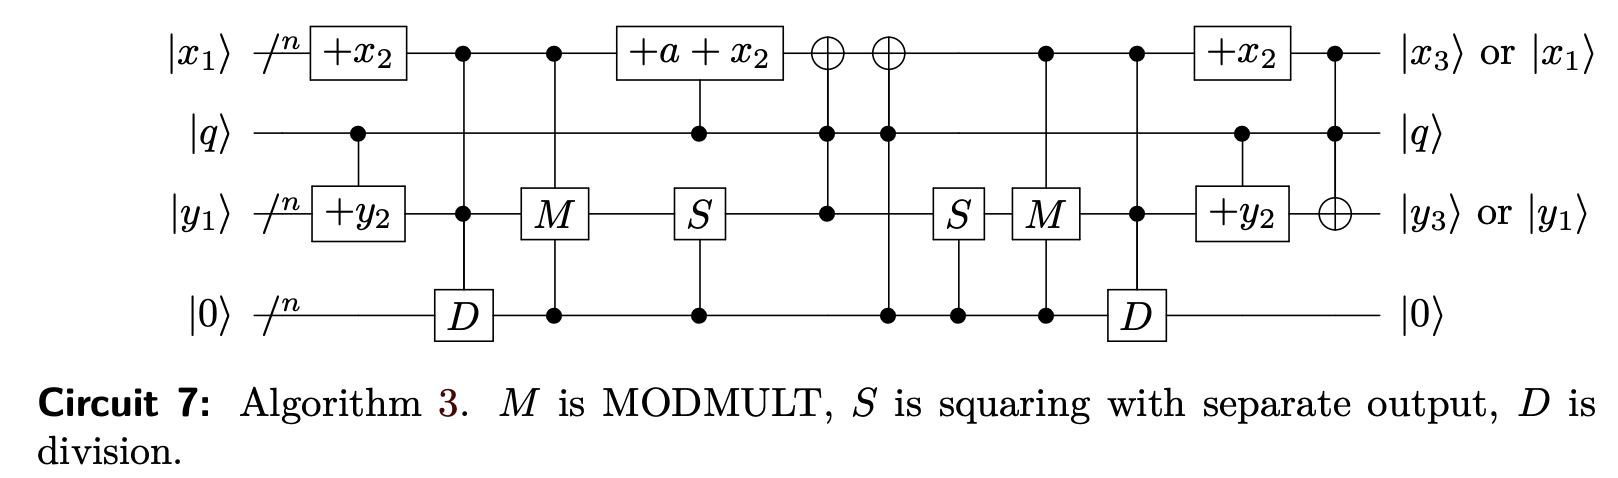 |x₁⟩ n +x₂ +a + x₂ +x₂ |x₃⟩ or |x₁⟩
|q⟩ |q⟩
|y₁⟩ n +y₂ M S S M +y₂ |y₃⟩ or |y₁⟩
|0⟩ n D D |0⟩
Circuit 7: Algorithm 3. M is MODMULT, S is squaring with separate output, D is
division.